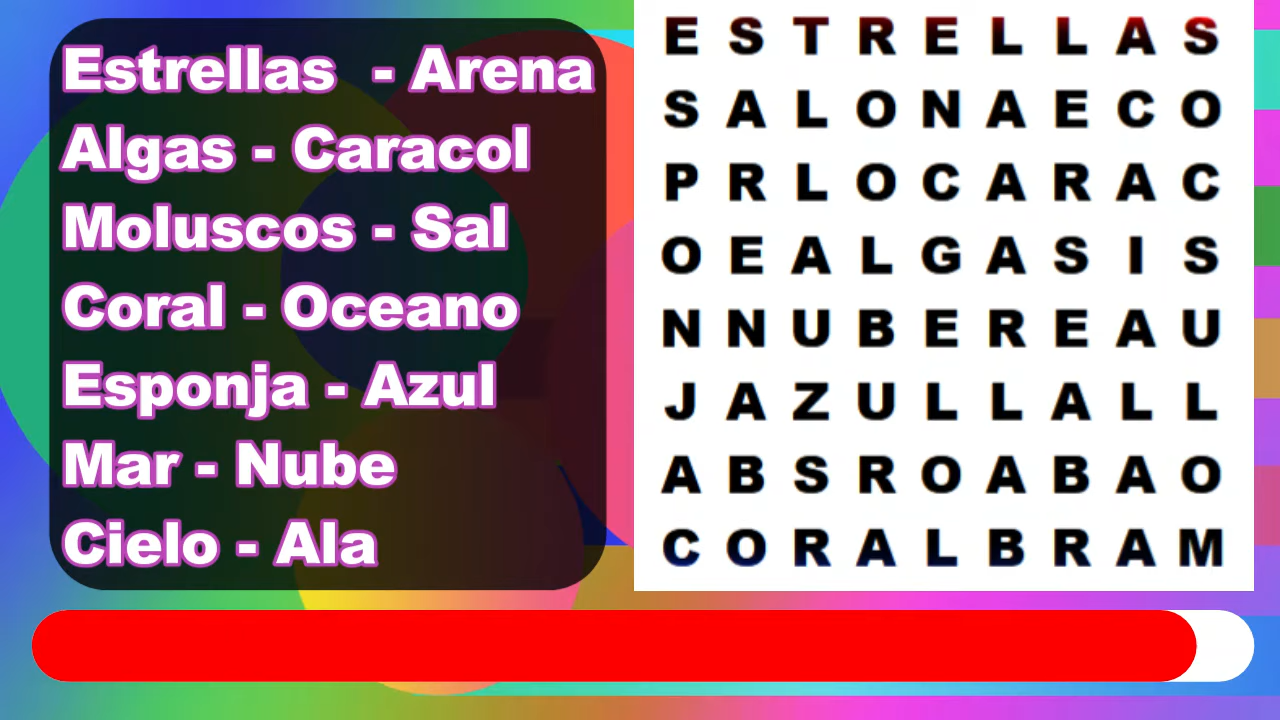 Estrellas - Arena
Algas - Caracol
Moluscos - Sal
Coral - Oceano
Esponja - Azul
Mar - Nube
Cielo - Ala
E S T R E L L A S
S A L O N A E C O
P R L O C A R A C
O E A L G A S I S
N N U B E R E A U
J A Z U L L A L L
A B S R O A B A O
C O R A L B R A M